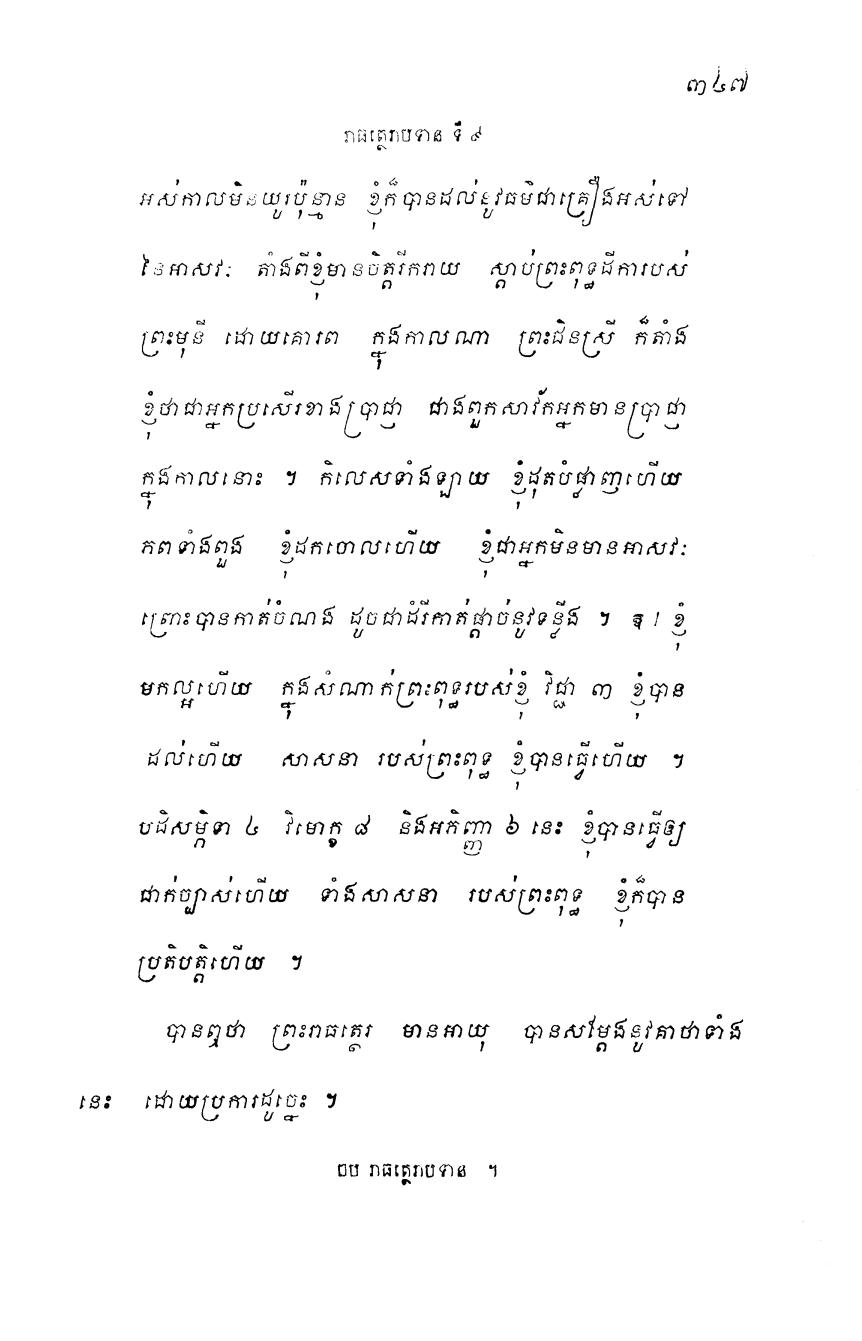 ៣៤៧
រាធត្ថេរាបទាន ទី ៩
អស់កាលមិនយូរប៉ុន្មាន ខ្ញុំក៏បានដល់នូវធម៌ជាគ្រឿងអស់ទៅ
នៃអាសវៈ តាំងពីខ្ញុំមានចិត្តរីករាយ ស្តាប់ព្រះពុទ្ធដីការបស់
ព្រះមុនី ដោយគោរព ក្នុងកាលណា ព្រះជិនស្រី ក៏តាំង
ខ្ញុំថាជាអ្នកប្រសើរខាងប្រាជ្ញា ជាងពួកសាវ័កអ្នកមានប្រាជ្ញា
ក្នុងកាលនោះ ។ កិលេសទាំងឡាយ ខ្ញុំដុតបំផ្លាញហើយ
ភពទាំងពួង ខ្ញុំដកចោលហើយ ខ្ញុំជាអ្នកមិនមានអាសវៈ
ព្រោះបានកាត់ចំណង ដូចជាដំរីកាត់ផ្តាច់នូវទន្លីង ។ ឱ ! ខ្ញុំ
មកល្អហើយ ក្នុងសំណាក់ព្រះពុទ្ធរបស់ខ្ញុំ វិជ្ជា ៣ ខ្ញុំបាន
ដល់ហើយ សាសនា របស់ព្រះពុទ្ធ ខ្ញុំបានធ្វើហើយ ។
បដិសម្ភិទា ៤ វិមោក្ខ ៨ និងអភិញ្ញា ៦ នេះ ខ្ញុំបានធ្វើឲ្យ
ជាក់ច្បាស់ហើយ ទាំងសាសនា របស់ព្រះពុទ្ធ ខ្ញុំក៏បាន
ប្រតិបត្តិហើយ ។
បានឮថា ព្រះរាធត្ថេរ មានអាយុ បានសម្តែងនូវគាថាទាំង
នេះ ដោយប្រការដូច្នេះ ។
ចប រាធត្ថេរាបទាន ។